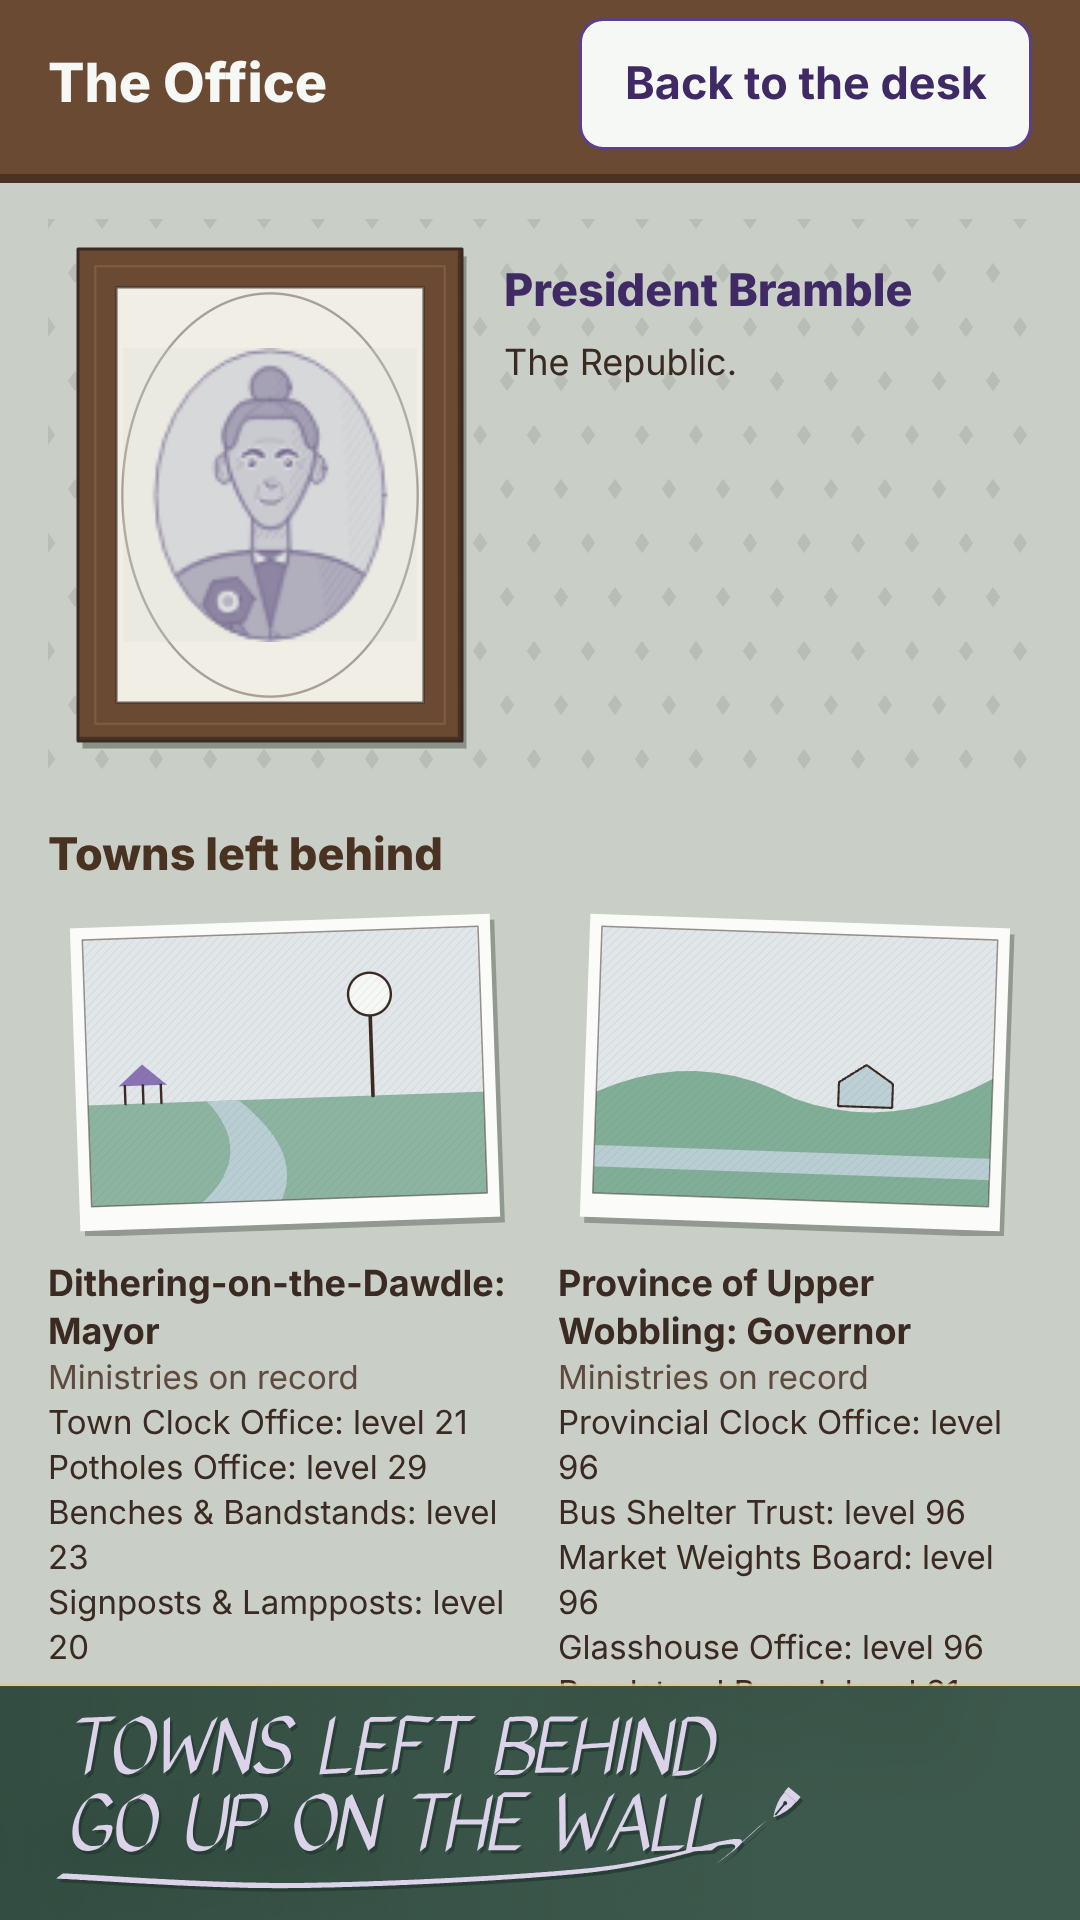 The Office
Back to the desk
President Bramble
The Republic.
Towns left behind
Dithering-on-the-Dawdle:
Mayor
Ministries on record
Town Clock Office: level 21
Potholes Office: level 29
Benches & Bandstands: level
23
Signposts & Lampposts: level
20
Province of Upper
Wobbling: Governor
Ministries on record
Provincial Clock Office: level
96
Bus Shelter Trust: level 96
Market Weights Board: level
96
Glasshouse Office: level 96
TOWNS LEFT BEHIND
GO UP ON THE WALL